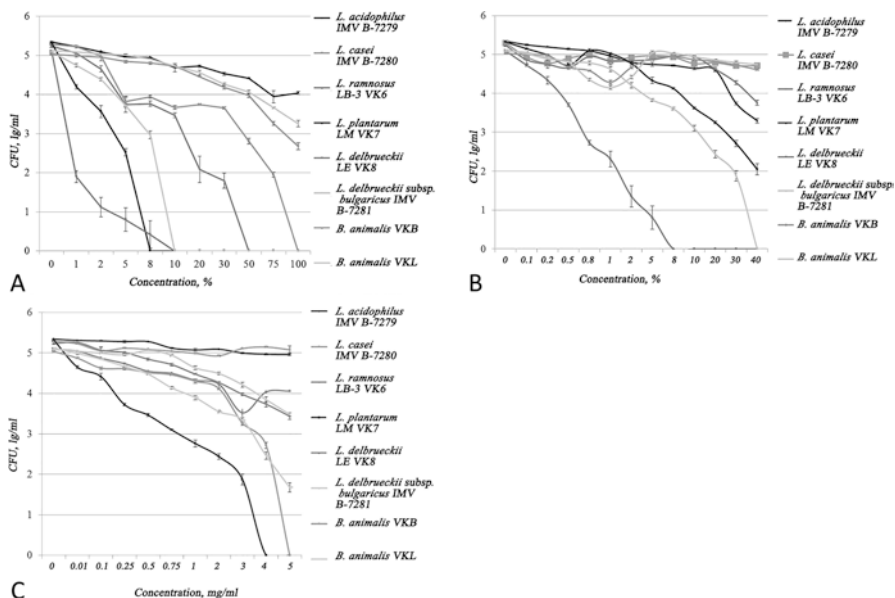 6
5
4
3
2
1
0
CFU, lg/ml
0 1 2 5 8 10 20 30 50 75 100
Concentration, %
A
L. acidophilus
IMV B-7279
L. casei
IMV B-7280
L. ramnosus
LB-3 VK6
L. plantarum
LM VK7
L. delbrueckii
LE VK8
L. delbrueckii subsp.
bulgaricus IMV
B-7281
B. animalis VKB
B. animalis VKL
6
5
4
3
2
1
0
CFU, lg/ml
0 0.1 0.2 0.5 0.8 1 2 5 8 10 20 30 40
Concentration, %
B
L. acidophilus
IMV B-7279
L. casei
IMV B-7280
L. ramnosus
LB-3 VK6
L. plantarum
LM VK7
L. delbrueckii
LE VK8
L. delbrueckii subsp.
bulgaricus IMV
B-7281
B. animalis VKB
B. animalis VKL
6
5
4
3
2
1
0
CFU, lg/ml
0 0.01 0.1 0.25 0.5 0.75 1 2 3 4 5
Concentration, mg/ml
C
L. acidophilus
IMV B-7279
L. casei
IMV B-7280
L. ramnosus
LB-3 VK6
L. plantarum
LM VK7
L. delbrueckii
LE VK8
L. delbrueckii subsp.
bulgaricus IMV
B-7281
B. animalis VKB
B. animalis VKL